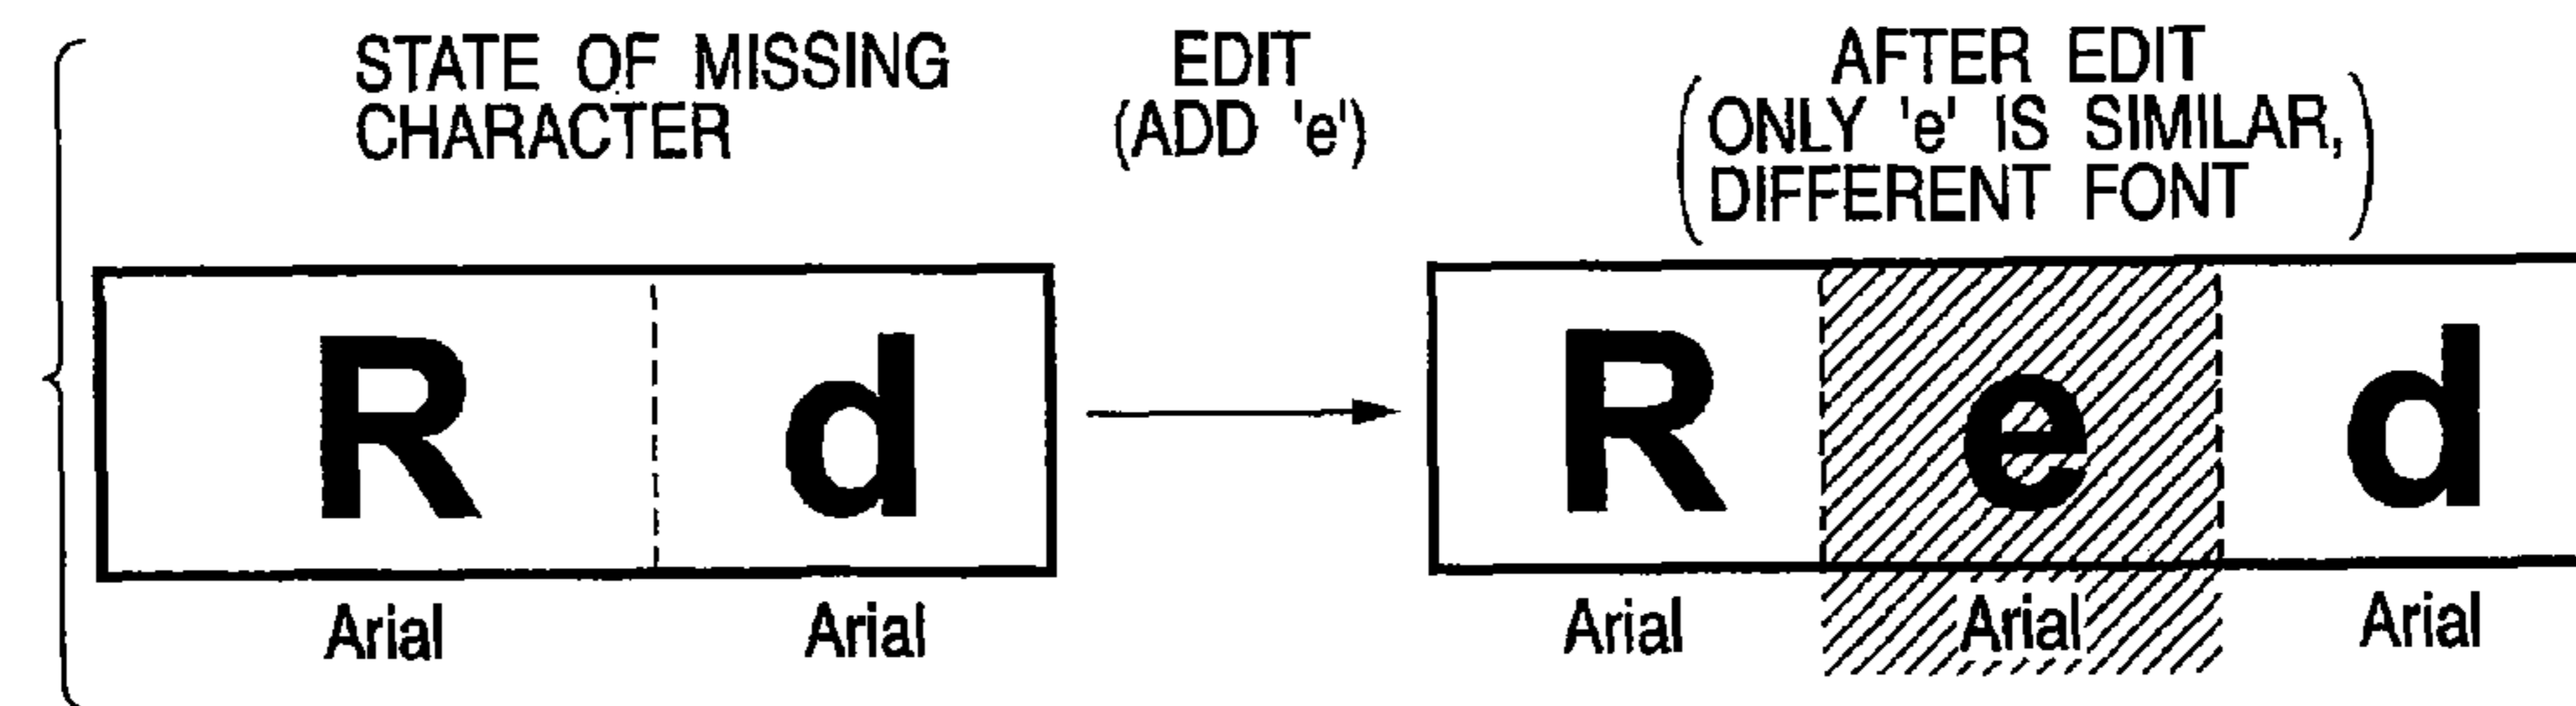 STATE OF MISSING
CHARACTER
EDIT
(ADD 'e')
AFTER EDIT
(ONLY 'e' IS SIMILAR,
DIFFERENT FONT)
R d
Arial Arial
R e d
Arial Arial Arial